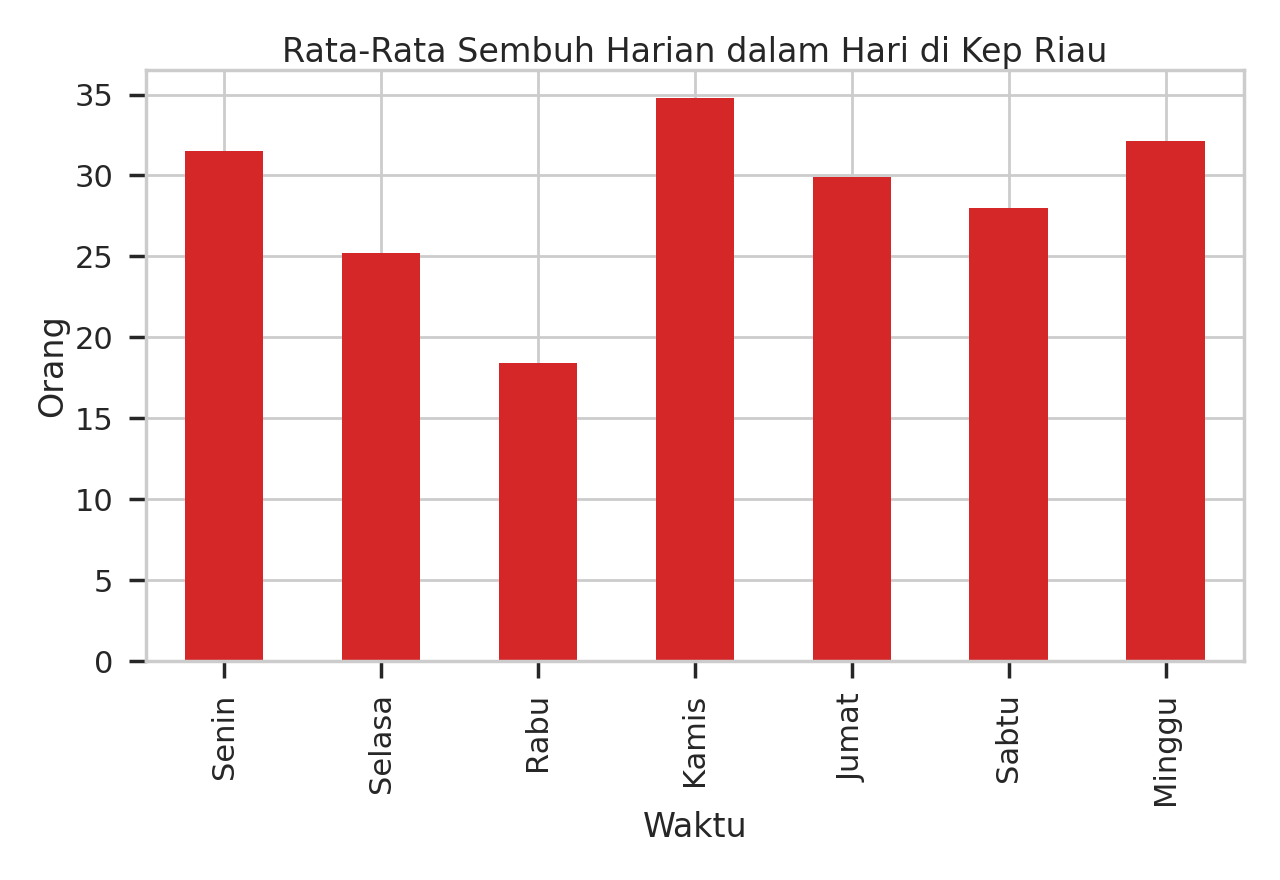 Rata-Rata Sembuh Harian dalam Hari di Kep Riau
35
30
25
20
15
10
5
0
Orang
Senin
Selasa
Rabu
Kamis
Jumat
Sabtu
Minggu
Waktu